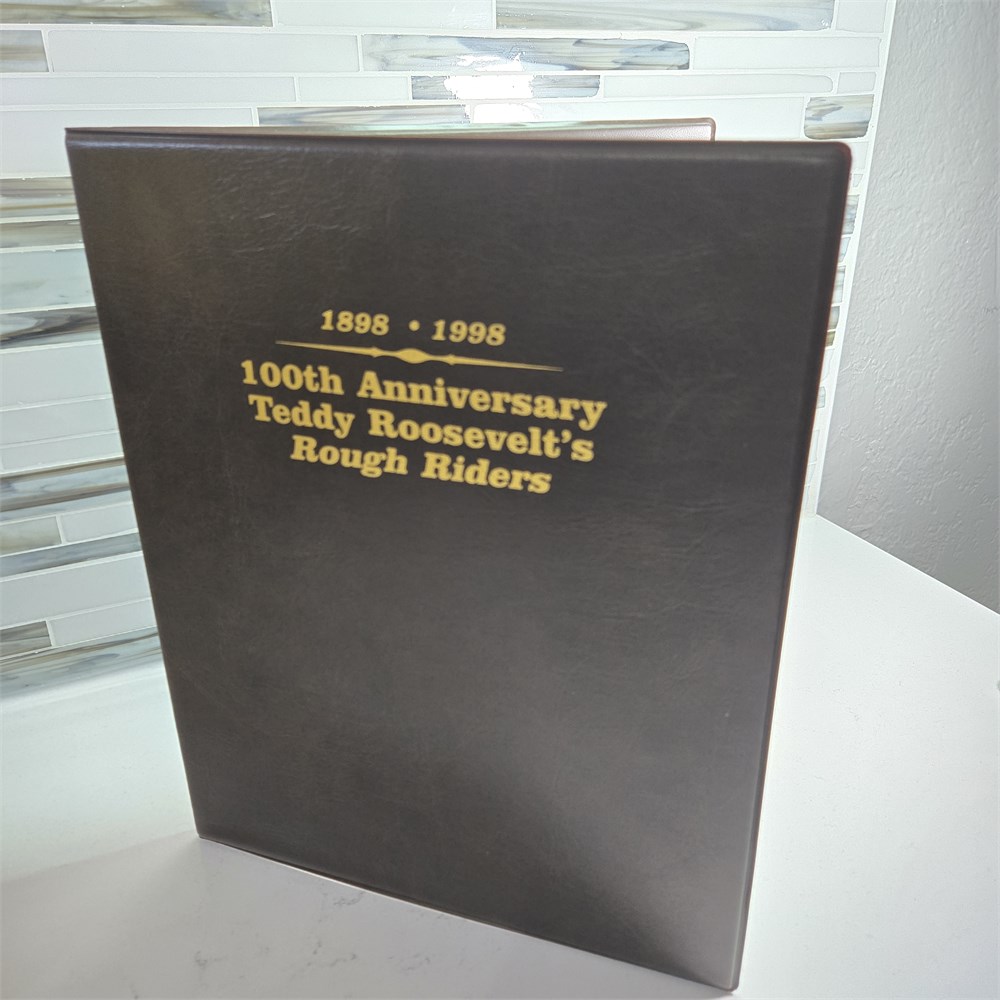 1898 • 1998
100th Anniversary
Teddy Roosevelt's
Rough Riders